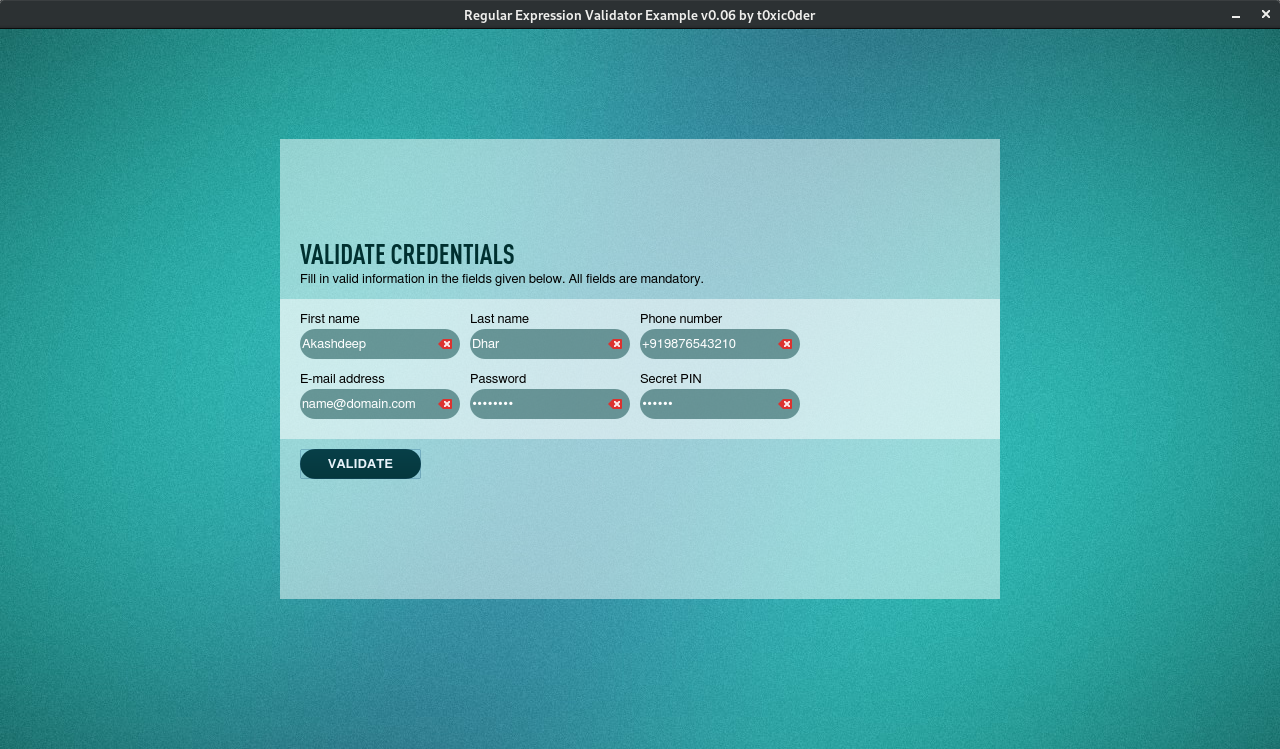 Regular Expression Validator Example v0.06 by t0xic0der
VALIDATE CREDENTIALS
Fill in valid information in the fields given below. All fields are mandatory.
First name Last name Phone number
Akashdeep Dhar +919876543210
E-mail address Password Secret PIN
name@domain.com •••••••• ••••••
VALIDATE